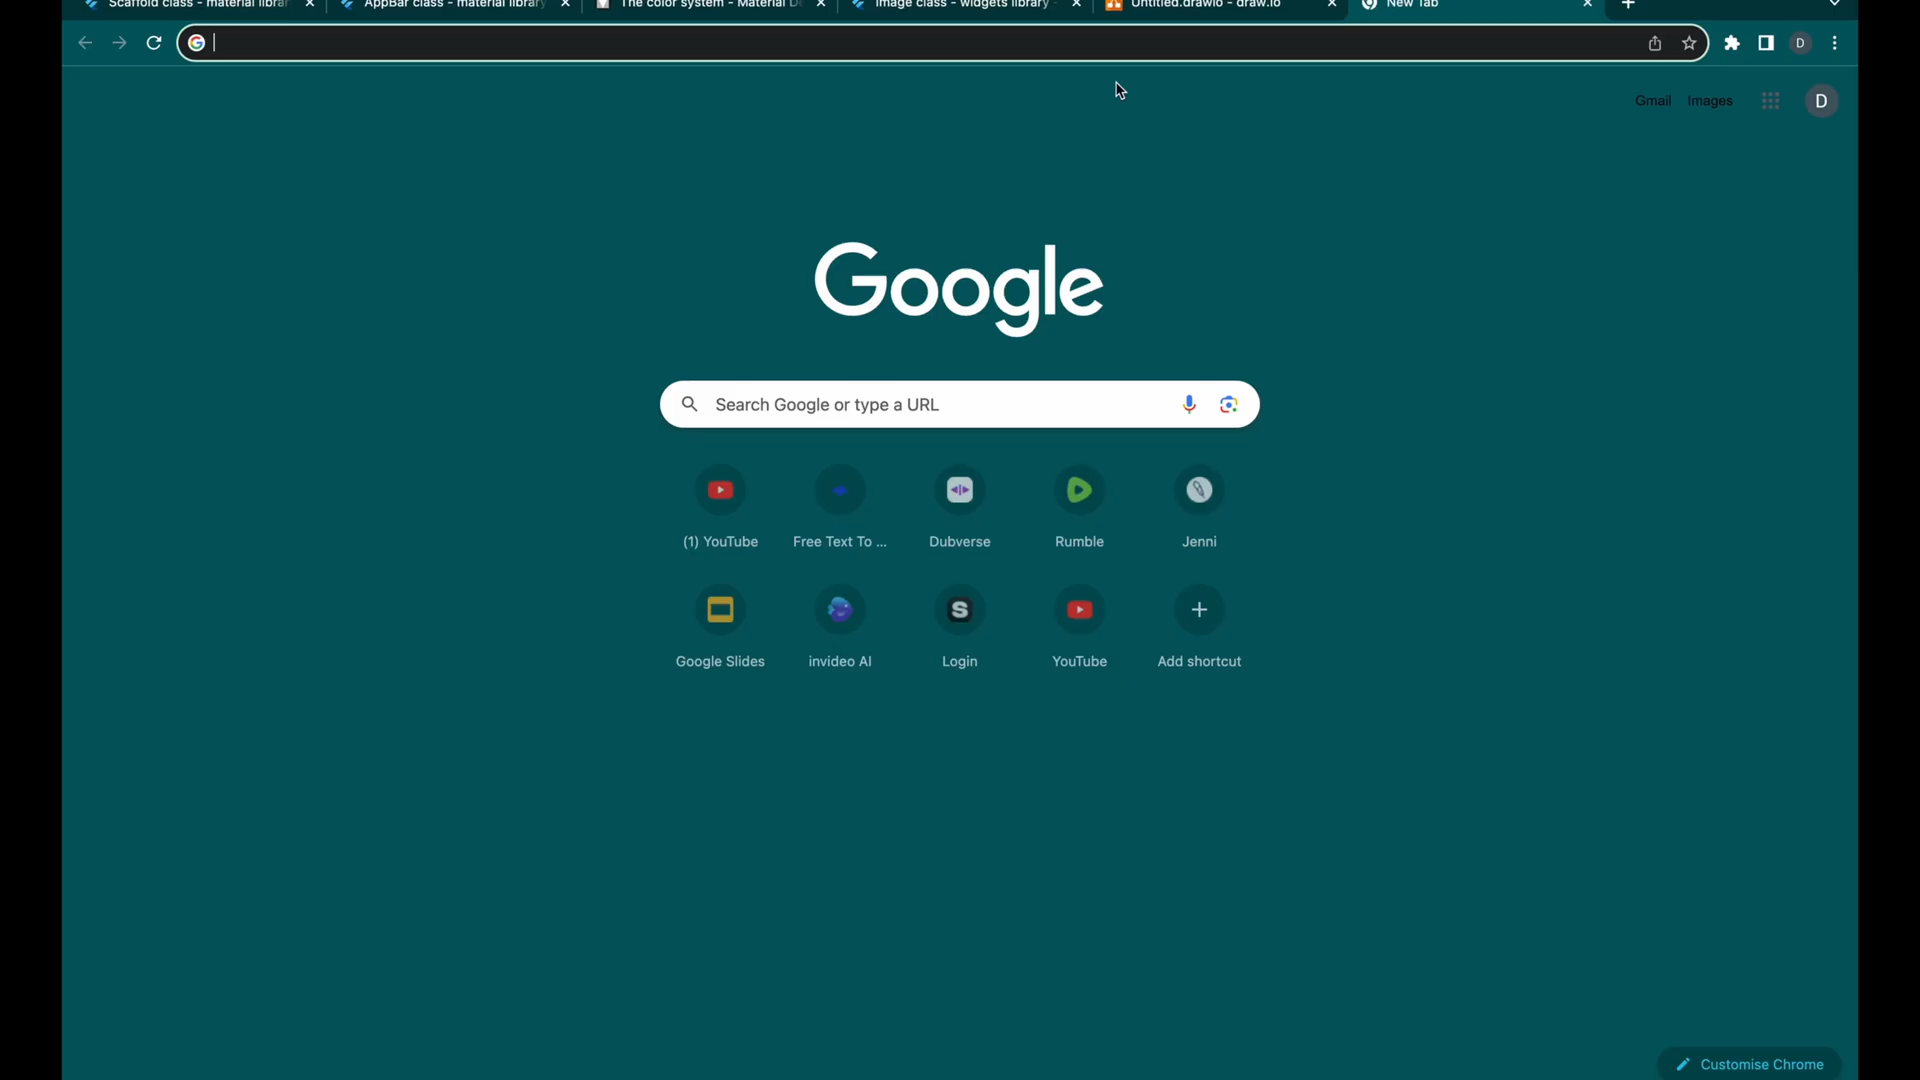 Scaffold class - material librar
AppBar class - material library
The color system - Material De
Image class - widgets library -
Untitled.drawio - draw.io
New Tab
D
Gmail
Images
D
Google
Search Google or type a URL
(1) YouTube
Free Text To ...
Dubverse
Rumble
Jenni
Google Slides
invideo AI
Login
YouTube
Add shortcut
Customise Chrome